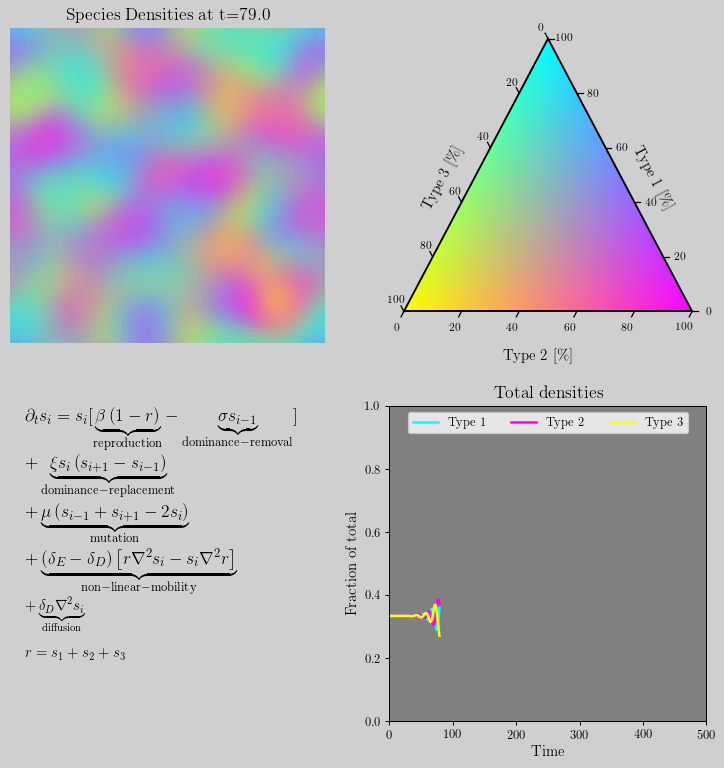 Species Densities at t=79.0
0
100
20
80
40
60
Type 3 [%]
Type 1 [%]
60
40
80
20
100
0
0
20
40
60
80
100
Type 2 [%]
∂ₜsᵢ = sᵢ[ β (1 − r) − σsᵢ₋₁ ]
reproduction dominance−removal
+ ξsᵢ (sᵢ₊₁ − sᵢ₋₁)
dominance−replacement
+ μ (sᵢ₋₁ + sᵢ₊₁ − 2sᵢ)
mutation
+ (δ_E − δ_D) [r∇²sᵢ − sᵢ∇²r]
non−linear−mobility
+ δ_D∇²sᵢ
diffusion
r = s₁ + s₂ + s₃
Total densities
Type 1 Type 2 Type 3
1.0
0.8
0.6
0.4
0.2
0.0
Fraction of total
0 100 200 300 400 500
Time